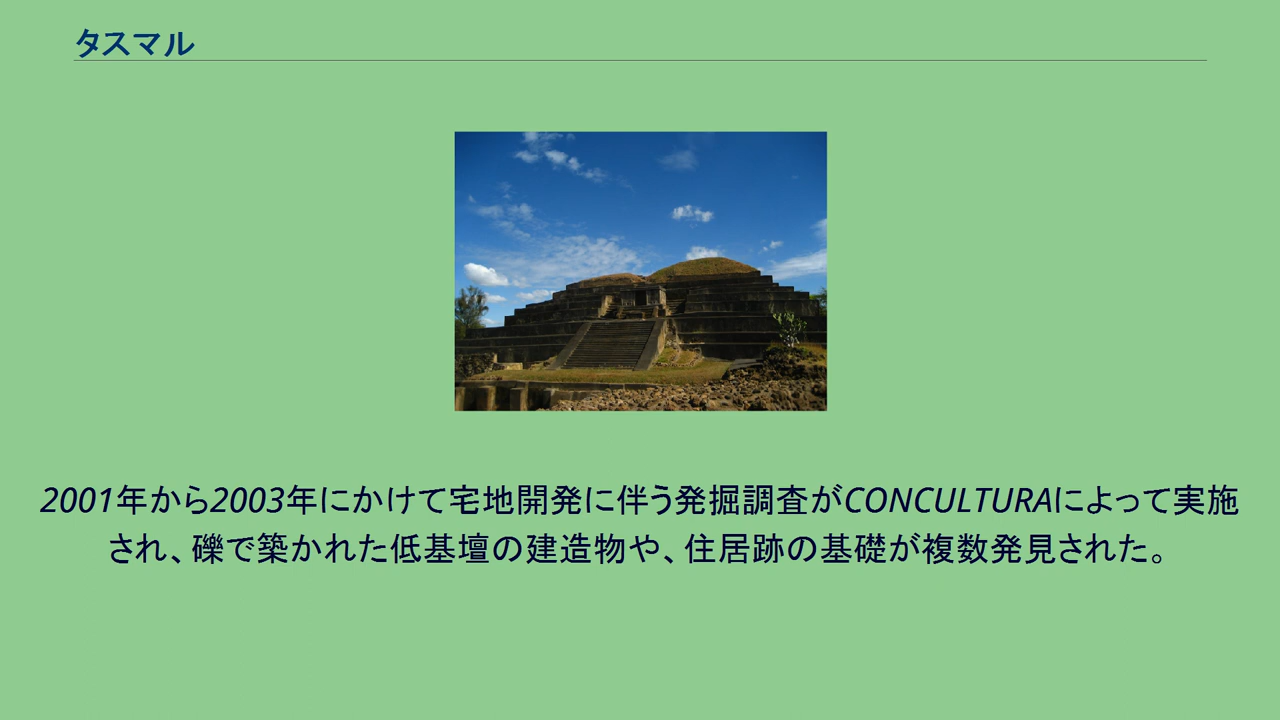 タスマル
2001年から2003年にかけて宅地開発に伴う発掘調査がCONCULTURAによって実施
され、礫で築かれた低基壇の建造物や、住居跡の基礎が複数発見された。